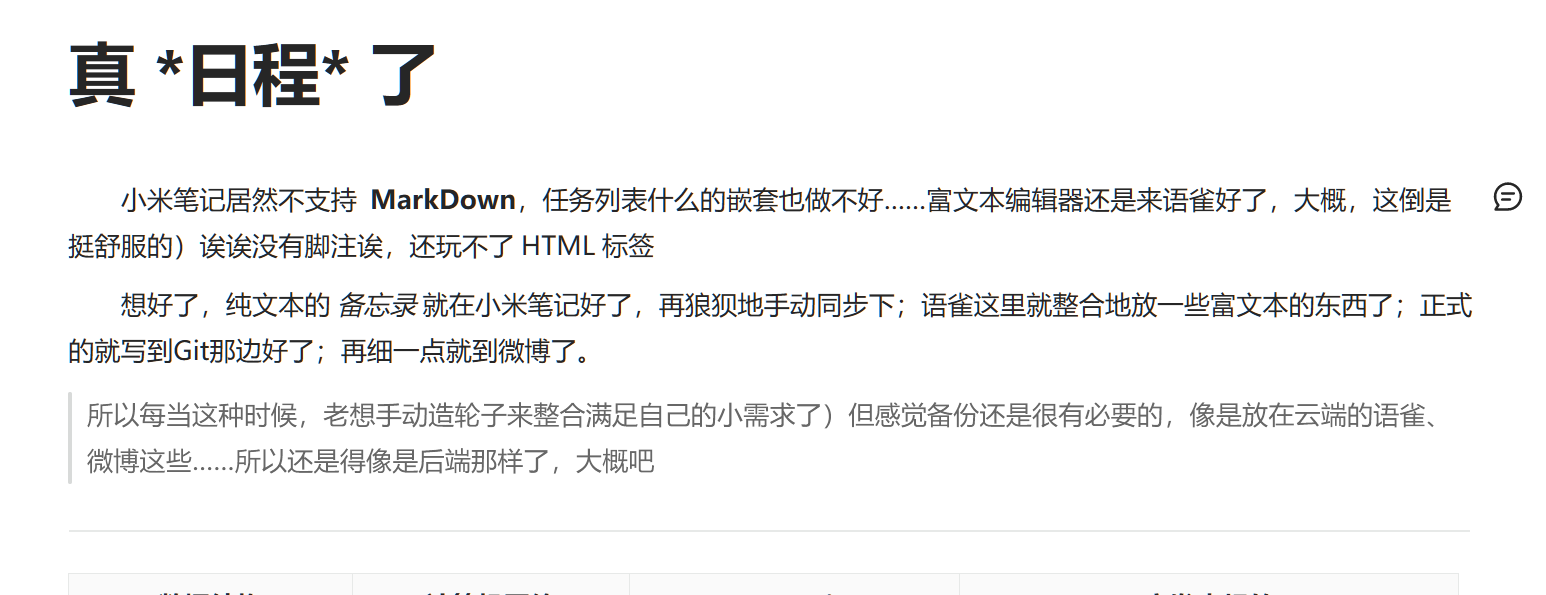 真 *日程* 了
小米笔记居然不支持 MarkDown，任务列表什么的嵌套也做不好……富文本编辑器还是来语雀好了，大概，这倒是
挺舒服的）诶诶没有脚注诶，还玩不了 HTML 标签
想好了，纯文本的 备忘录 就在小米笔记好了，再狼狈地手动同步下；语雀这里就整合地放一些富文本的东西了；正式
的就写到Git那边好了；再细一点就到微博了。
所以每当这种时候，老想手动造轮子来整合满足自己的小需求了）但感觉备份还是很有必要的，像是放在云端的语雀、
微博这些……所以还是得像是后端那样了，大概吧